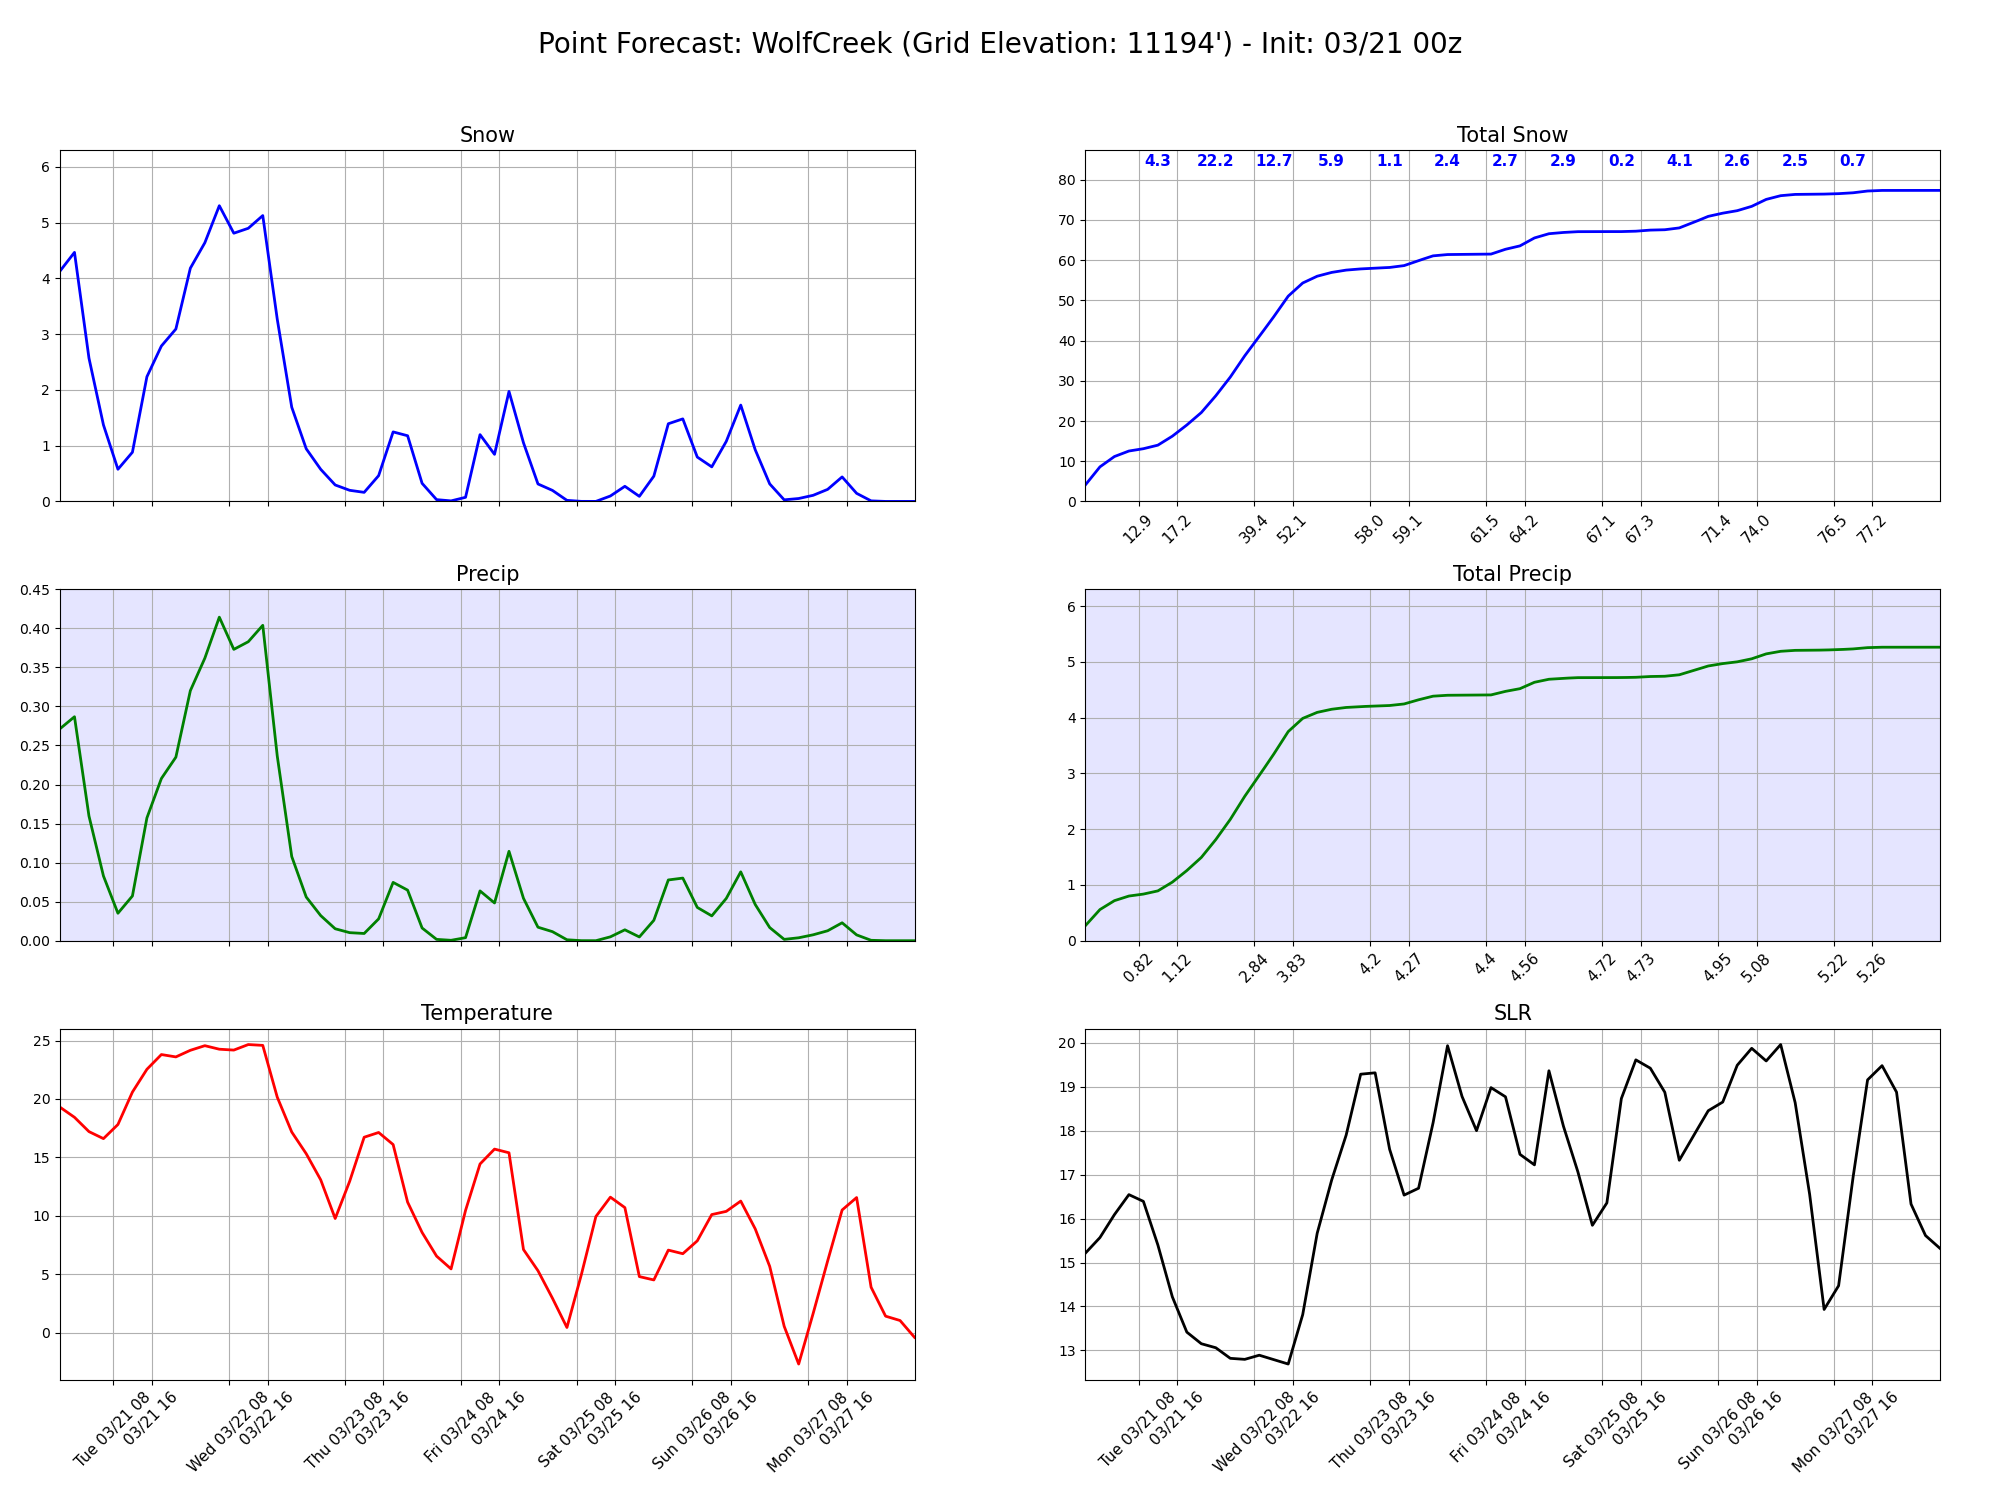 Point Forecast: WolfCreek (Grid Elevation: 11194') - Init: 03/21 00z
Snow
6
5
4
3
2
1
0
Total Snow
4.3 22.2 12.7 5.9 1.1 2.4 2.7 2.9 0.2 4.1 2.6 2.5 0.7
80
70
60
50
40
30
20
10
0
12.9 17.2 39.4 52.1 58.0 59.1 61.5 64.2 67.1 67.3 71.4 74.0 76.5 77.2
Precip
0.45
0.40
0.35
0.30
0.25
0.20
0.15
0.10
0.05
0.00
Total Precip
6
5
4
3
2
1
0
0.82 1.12 2.84 3.83 4.2 4.27 4.4 4.56 4.72 4.73 4.95 5.08 5.22 5.26
Temperature
25
20
15
10
5
0
Tue 03/21 08
03/21 16
Wed 03/22 08
03/22 16
Thu 03/23 08
03/23 16
Fri 03/24 08
03/24 16
Sat 03/25 08
03/25 16
Sun 03/26 08
03/26 16
Mon 03/27 08
03/27 16
SLR
20
19
18
17
16
15
14
13
Tue 03/21 08
03/21 16
Wed 03/22 08
03/22 16
Thu 03/23 08
03/23 16
Fri 03/24 08
03/24 16
Sat 03/25 08
03/25 16
Sun 03/26 08
03/26 16
Mon 03/27 08
03/27 16